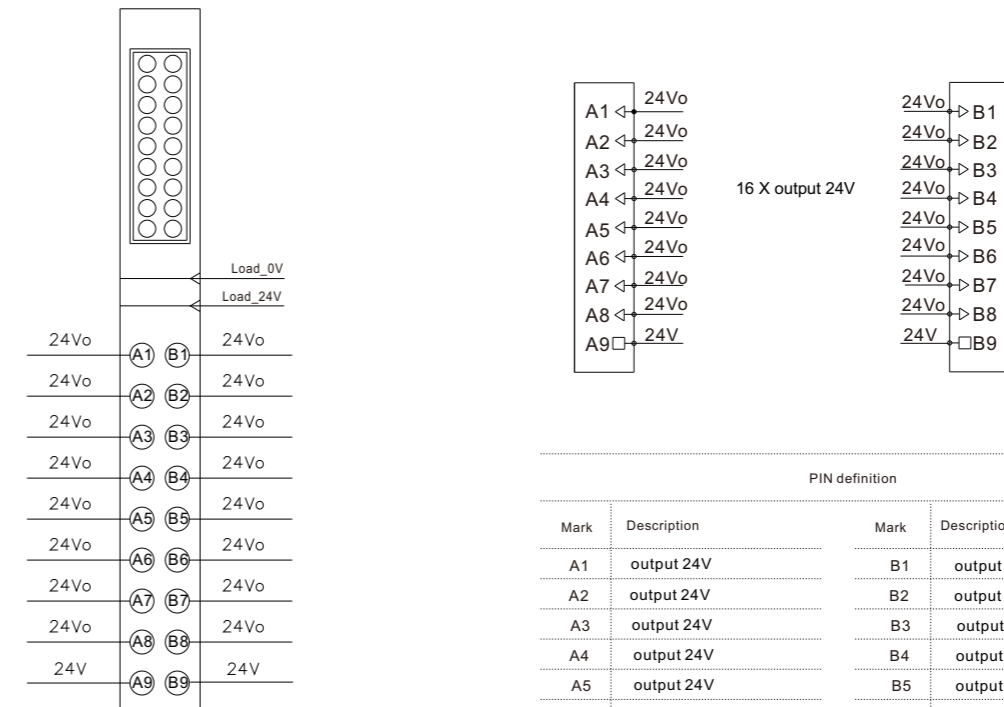 Load_0V
Load_24V
24Vo A1 B1 24Vo
24Vo A2 B2 24Vo
24Vo A3 B3 24Vo
24Vo A4 B4 24Vo
24Vo A5 B5 24Vo
24Vo A6 B6 24Vo
24Vo A7 B7 24Vo
24Vo A8 B8 24Vo
24V A9 B9 24V
A1 24Vo
A2 24Vo
A3 24Vo
A4 24Vo
A5 24Vo
A6 24Vo
A7 24Vo
A8 24Vo
A9 24V
16 X output 24V
24Vo B1
24Vo B2
24Vo B3
24Vo B4
24Vo B5
24Vo B6
24Vo B7
24Vo B8
24V B9
PIN definition
Mark Description Mark Descriptio
A1 output 24V B1 output
A2 output 24V B2 output
A3 output 24V B3 output
A4 output 24V B4 output
A5 output 24V B5 output